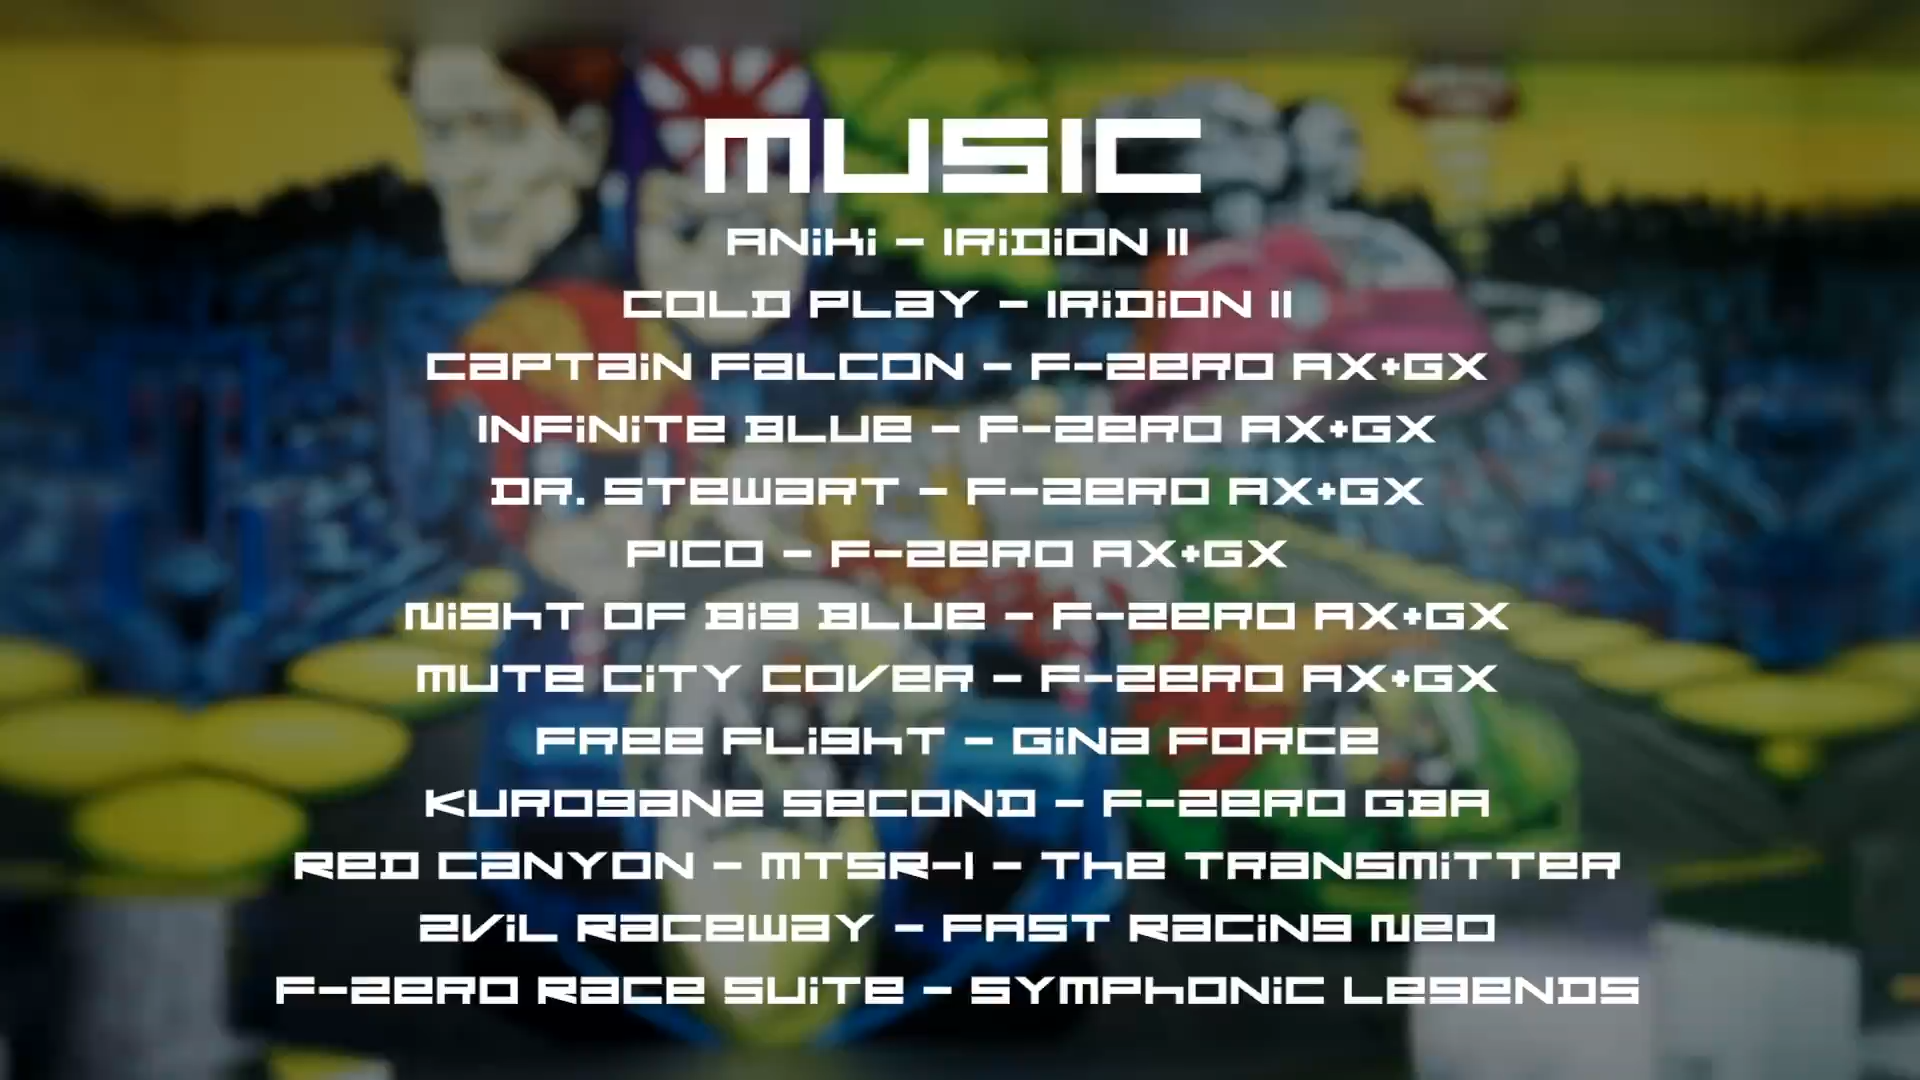 MUSIC
ANiki - IRiDiON II
COLD PLAY - IRiDiON II
CAPTAiN FALCON - F-ZERO AX+GX
INFiNiTE BLUE - F-ZERO AX+GX
DR. STEWART - F-ZERO AX+GX
PICO - F-ZERO AX+GX
NighT OF Big BLUE - F-ZERO AX+GX
MUTE CiTY COVER - F-ZERO AX+GX
FREE FLighT - GiNA FORCE
KUROgANE SECOND - F-ZERO GBA
RED CANYON - MTSR-1 - ThE TRANSMiTTER
2ViL RACEWAY - FAST RACiNg NEO
F-ZERO RACE SUiTE - SYMPhONiC LEgENDS